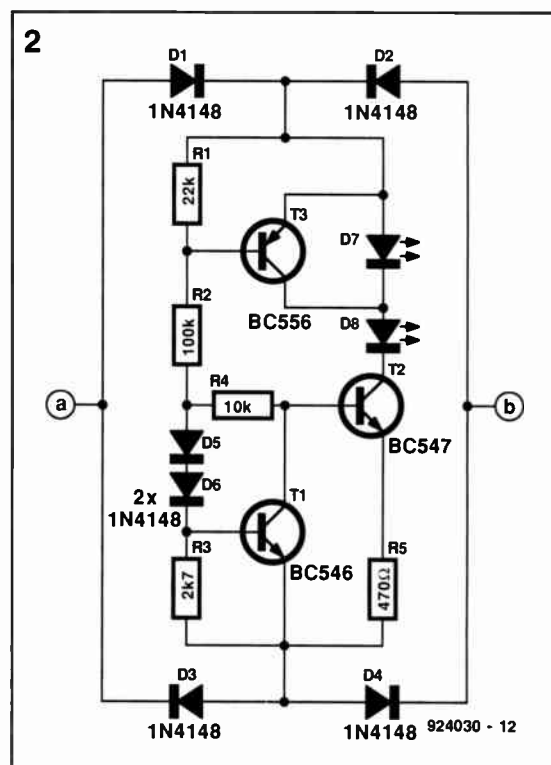 2
D1
1N4148
D2
1N4148
R1
22k
T3
BC556
D7
R2
100k
D8
R4
10k
T2
BC547
a
b
D5
D6
2x
1N4148
T1
BC546
R3
2k7
R5
470Ω
D3
1N4148
D4
1N4148
924030 - 12